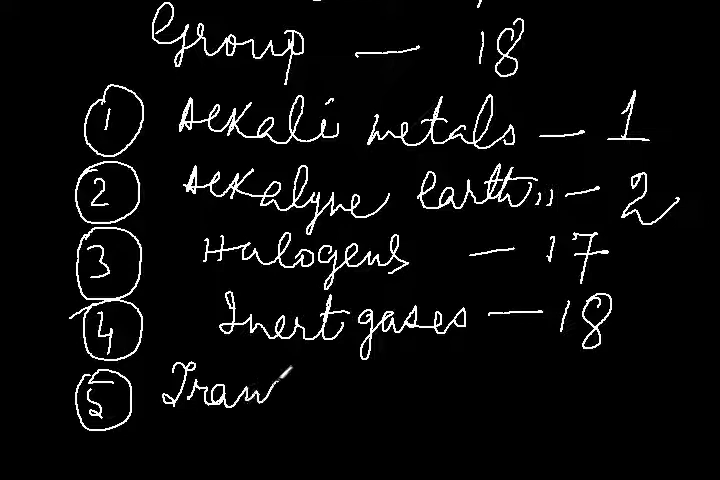 Group — 18
1 Alkali metals — 1
2 Alkalyne earth " — 2
3 Halogens — 17
4 Inert gases — 18
5 Tran